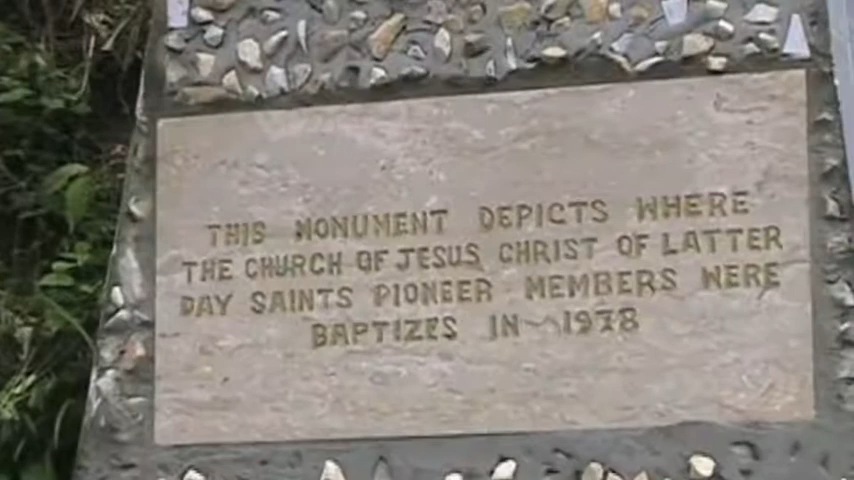 THIS MONUMENT DEPICTS WHERE
THE CHURCH OF JESUS CHRIST OF LATTER
DAY SAINTS PIONEER MEMBERS WERE
BAPTIZES IN 1978